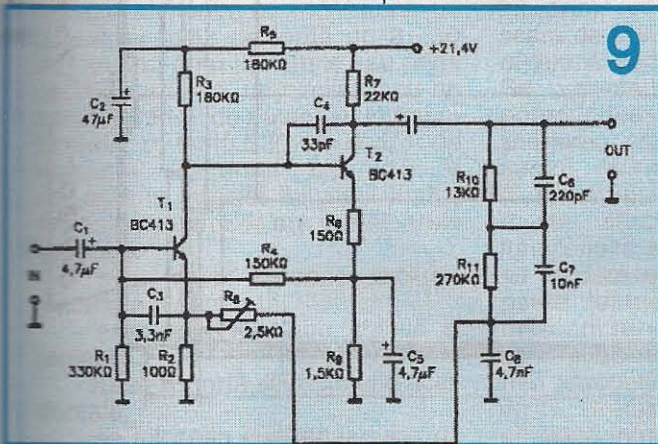 9
R5
180KΩ
+21,4V
R3
180KΩ
R7
22KΩ
C2
47µF
C4
33pF
T2
BC413
OUT
R10
13KΩ
C6
220pF
T1
BC413
C1
4,7µF
R6
150Ω
R4
150KΩ
R11
270KΩ
C7
10nF
IN
C3
3,3nF
R8
2,5KΩ
R1
330KΩ
R2
100Ω
R9
1,5KΩ
C5
4,7µF
C8
4,7nF